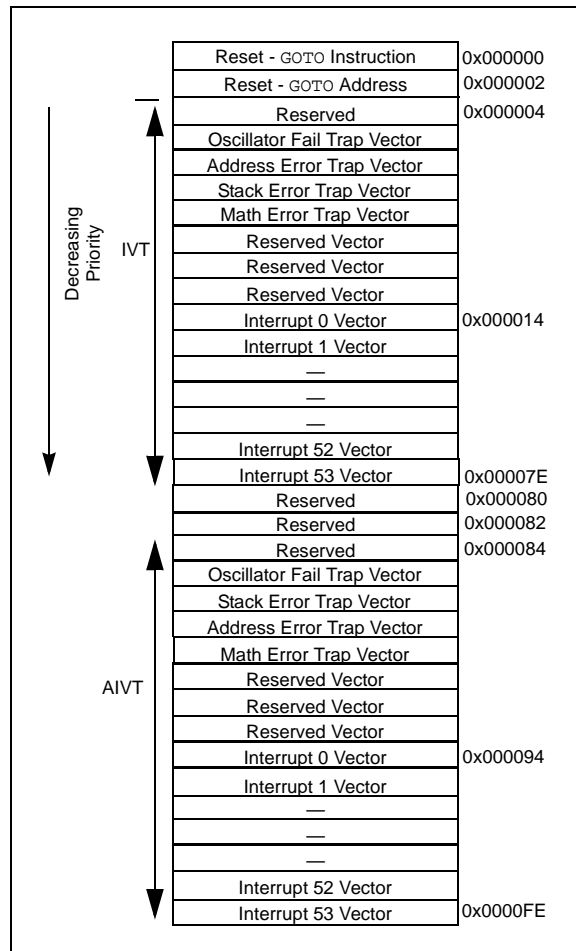 Reset - GOTO Instruction 0x000000
Reset - GOTO Address 0x000002
Reserved 0x000004
Oscillator Fail Trap Vector
Address Error Trap Vector
Stack Error Trap Vector
Math Error Trap Vector
Reserved Vector
Reserved Vector
Reserved Vector
Interrupt 0 Vector 0x000014
Interrupt 1 Vector
—
—
—
Interrupt 52 Vector
Interrupt 53 Vector 0x00007E
Reserved 0x000080
Reserved 0x000082
Reserved 0x000084
Oscillator Fail Trap Vector
Stack Error Trap Vector
Address Error Trap Vector
Math Error Trap Vector
Reserved Vector
Reserved Vector
Reserved Vector
Interrupt 0 Vector 0x000094
Interrupt 1 Vector
—
—
—
Interrupt 52 Vector
Interrupt 53 Vector 0x0000FE
Decreasing
Priority
IVT
AIVT